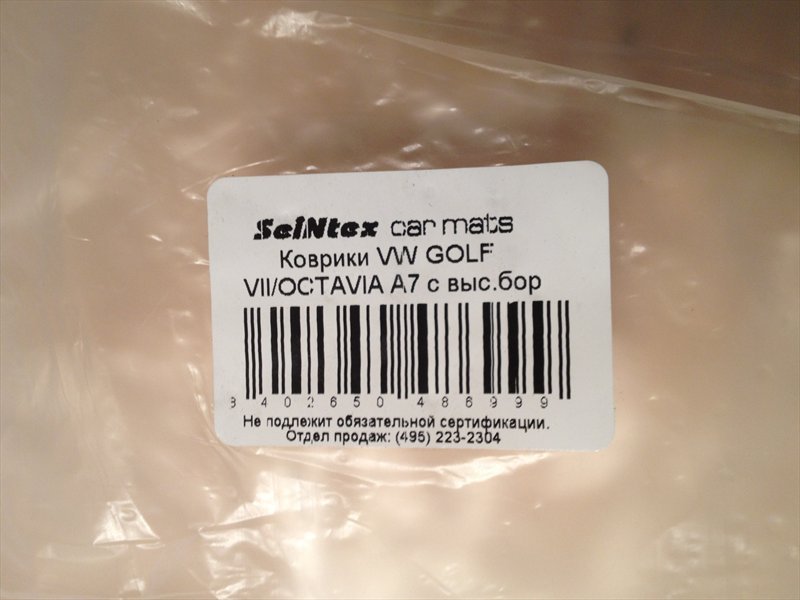 SeiNtex car mats
Коврики VW GOLF
VII/OCTAVIA A7 с выс.бор
8 402650 486999
Не подлежит обязательной сертификации.
Отдел продаж: (495) 223-2304